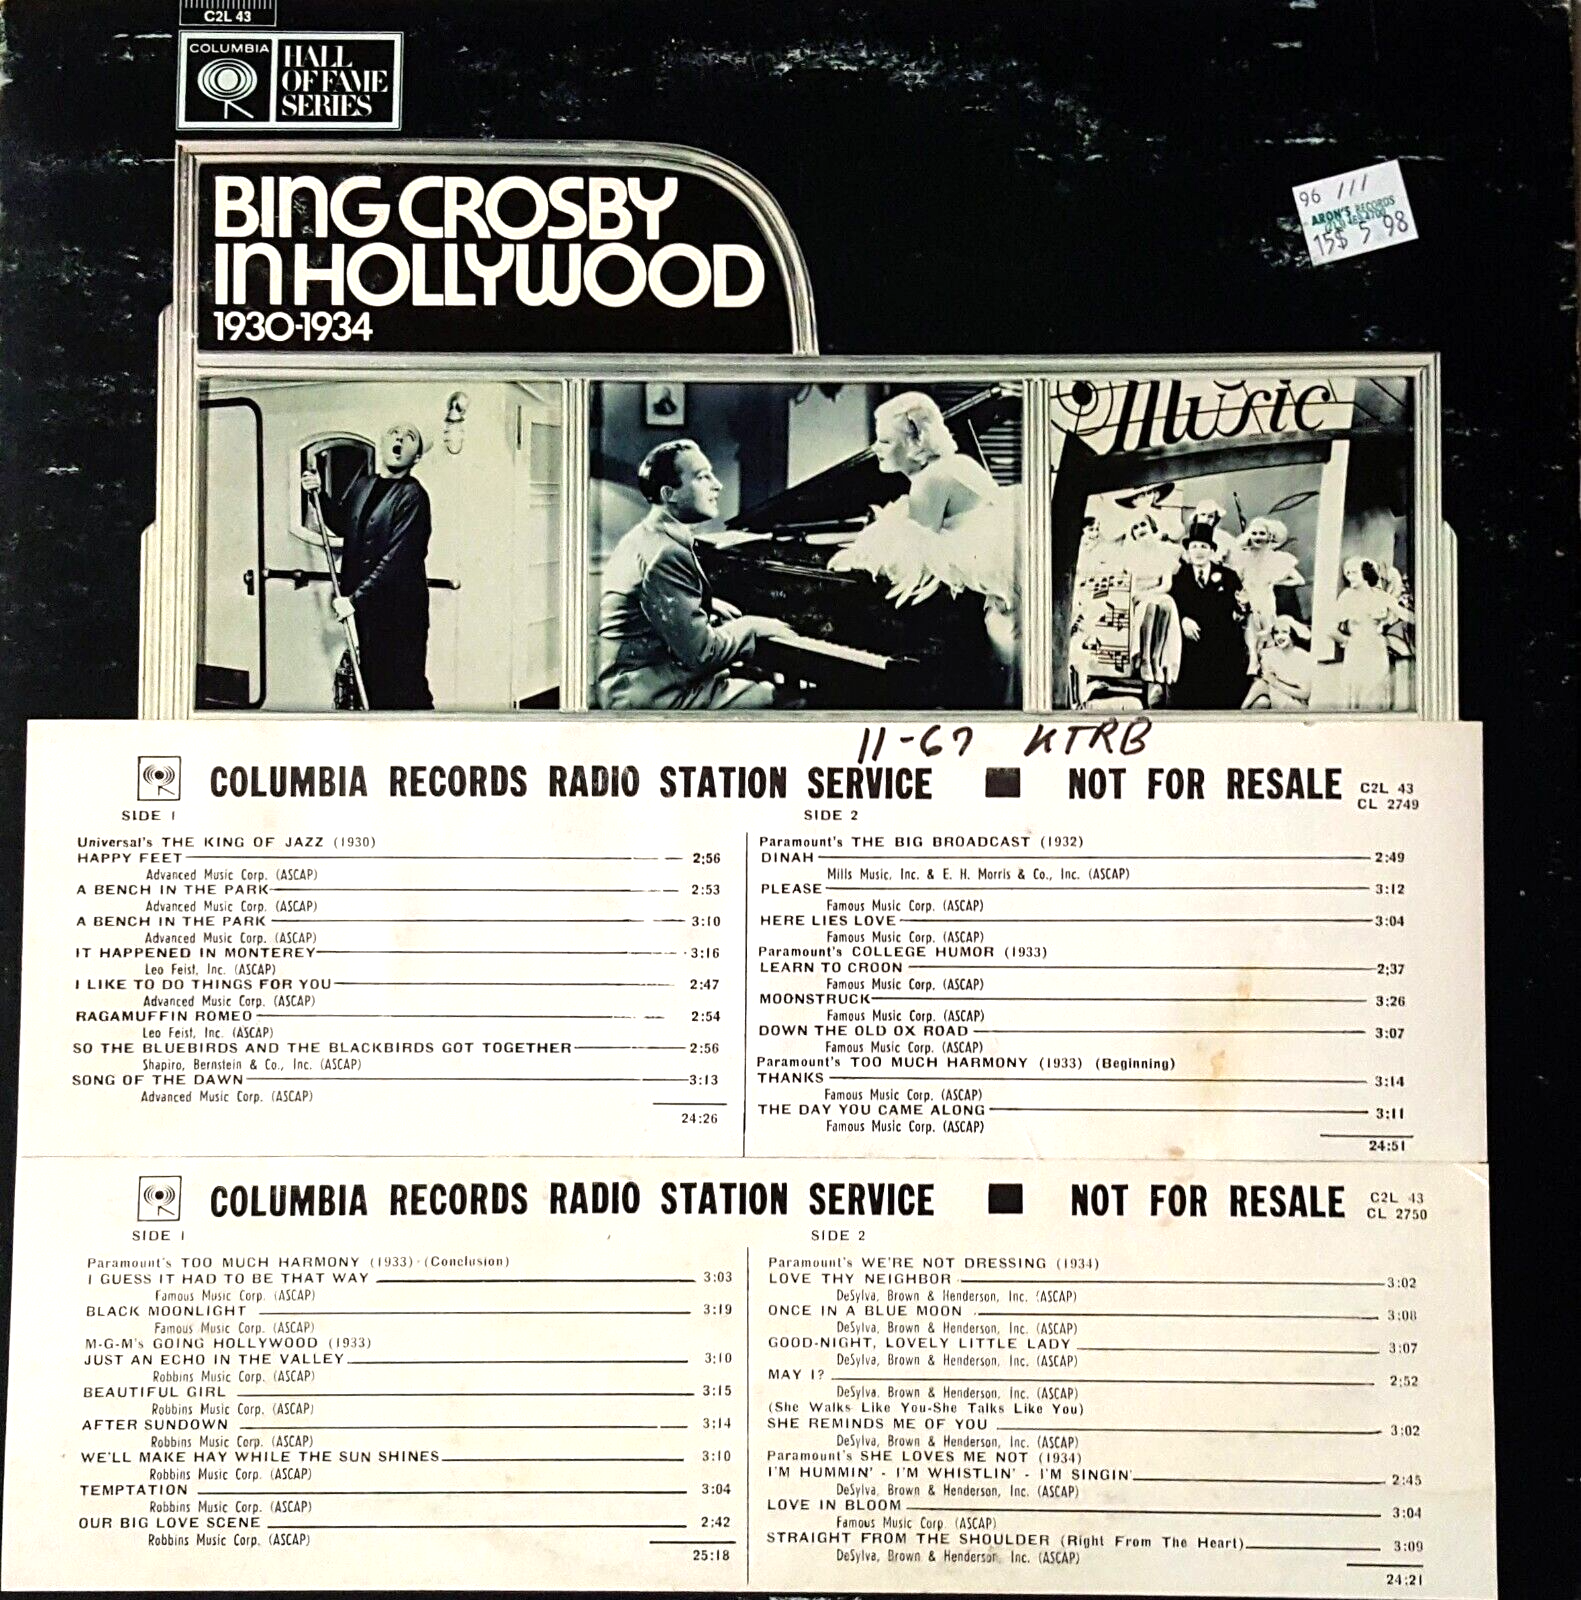 C2L 43
COLUMBIA
HALL
OF FAME
SERIES
BING CROSBY
IN HOLLYWOOD
1930-1934
96 111
ARON'S RECORDS
15$ 5 98
Music
11-67 KTRB
COLUMBIA RECORDS RADIO STATION SERVICE ■ NOT FOR RESALE
C2L 43
CL 2749
SIDE 1
Universal's THE KING OF JAZZ (1930)
HAPPY FEET 2:56
Advanced Music Corp. (ASCAP)
A BENCH IN THE PARK 2:53
Advanced Music Corp. (ASCAP)
A BENCH IN THE PARK 3:10
Advanced Music Corp. (ASCAP)
IT HAPPENED IN MONTEREY 3:16
Leo Feist, Inc. (ASCAP)
I LIKE TO DO THINGS FOR YOU 2:47
Advanced Music Corp. (ASCAP)
RAGAMUFFIN ROMEO 2:54
Leo Feist, Inc. (ASCAP)
SO THE BLUEBIRDS AND THE BLACKBIRDS GOT TOGETHER 2:56
Shapiro, Bernstein & Co., Inc. (ASCAP)
SONG OF THE DAWN 3:13
Advanced Music Corp. (ASCAP)
24:26
SIDE 2
Paramount's THE BIG BROADCAST (1932)
DINAH 2:49
Mills Music, Inc. & E. H. Morris & Co., Inc. (ASCAP)
PLEASE 3:12
Famous Music Corp. (ASCAP)
HERE LIES LOVE 3:04
Famous Music Corp. (ASCAP)
Paramount's COLLEGE HUMOR (1933)
LEARN TO CROON 2:37
Famous Music Corp. (ASCAP)
MOONSTRUCK 3:26
Famous Music Corp. (ASCAP)
DOWN THE OLD OX ROAD 3:07
Famous Music Corp. (ASCAP)
Paramount's TOO MUCH HARMONY (1933) (Beginning)
THANKS 3:14
Famous Music Corp. (ASCAP)
THE DAY YOU CAME ALONG 3:11
Famous Music Corp. (ASCAP)
24:51
COLUMBIA RECORDS RADIO STATION SERVICE ■ NOT FOR RESALE
C2L 43
CL 2750
SIDE 1
Paramount's TOO MUCH HARMONY (1933) · (Conclusion)
I GUESS IT HAD TO BE THAT WAY 3:03
Famous Music Corp. (ASCAP)
BLACK MOONLIGHT 3:19
Famous Music Corp. (ASCAP)
M-G-M's GOING HOLLYWOOD (1933)
JUST AN ECHO IN THE VALLEY 3:10
Robbins Music Corp. (ASCAP)
BEAUTIFUL GIRL 3:15
Robbins Music Corp. (ASCAP)
AFTER SUNDOWN 3:14
Robbins Music Corp. (ASCAP)
WE'LL MAKE HAY WHILE THE SUN SHINES 3:10
Robbins Music Corp. (ASCAP)
TEMPTATION 3:04
Robbins Music Corp. (ASCAP)
OUR BIG LOVE SCENE 2:42
Robbins Music Corp. (ASCAP)
25:18
SIDE 2
Paramount's WE'RE NOT DRESSING (1934)
LOVE THY NEIGHBOR 3:02
DeSylva, Brown & Henderson, Inc. (ASCAP)
ONCE IN A BLUE MOON 3:08
DeSylva, Brown & Henderson, Inc. (ASCAP)
GOOD-NIGHT, LOVELY LITTLE LADY 3:07
DeSylva, Brown & Henderson, Inc. (ASCAP)
MAY I? 2:52
DeSylva, Brown & Henderson, Inc. (ASCAP)
(She Walks Like You-She Talks Like You)
SHE REMINDS ME OF YOU 3:02
DeSylva, Brown & Henderson, Inc. (ASCAP)
Paramount's SHE LOVES ME NOT (1934)
I'M HUMMIN' - I'M WHISTLIN' - I'M SINGIN' 2:45
DeSylva, Brown & Henderson, Inc. (ASCAP)
LOVE IN BLOOM 3:04
Famous Music Corp. (ASCAP)
STRAIGHT FROM THE SHOULDER (Right From The Heart) 3:09
DeSylva, Brown & Henderson, Inc. (ASCAP)
24:21